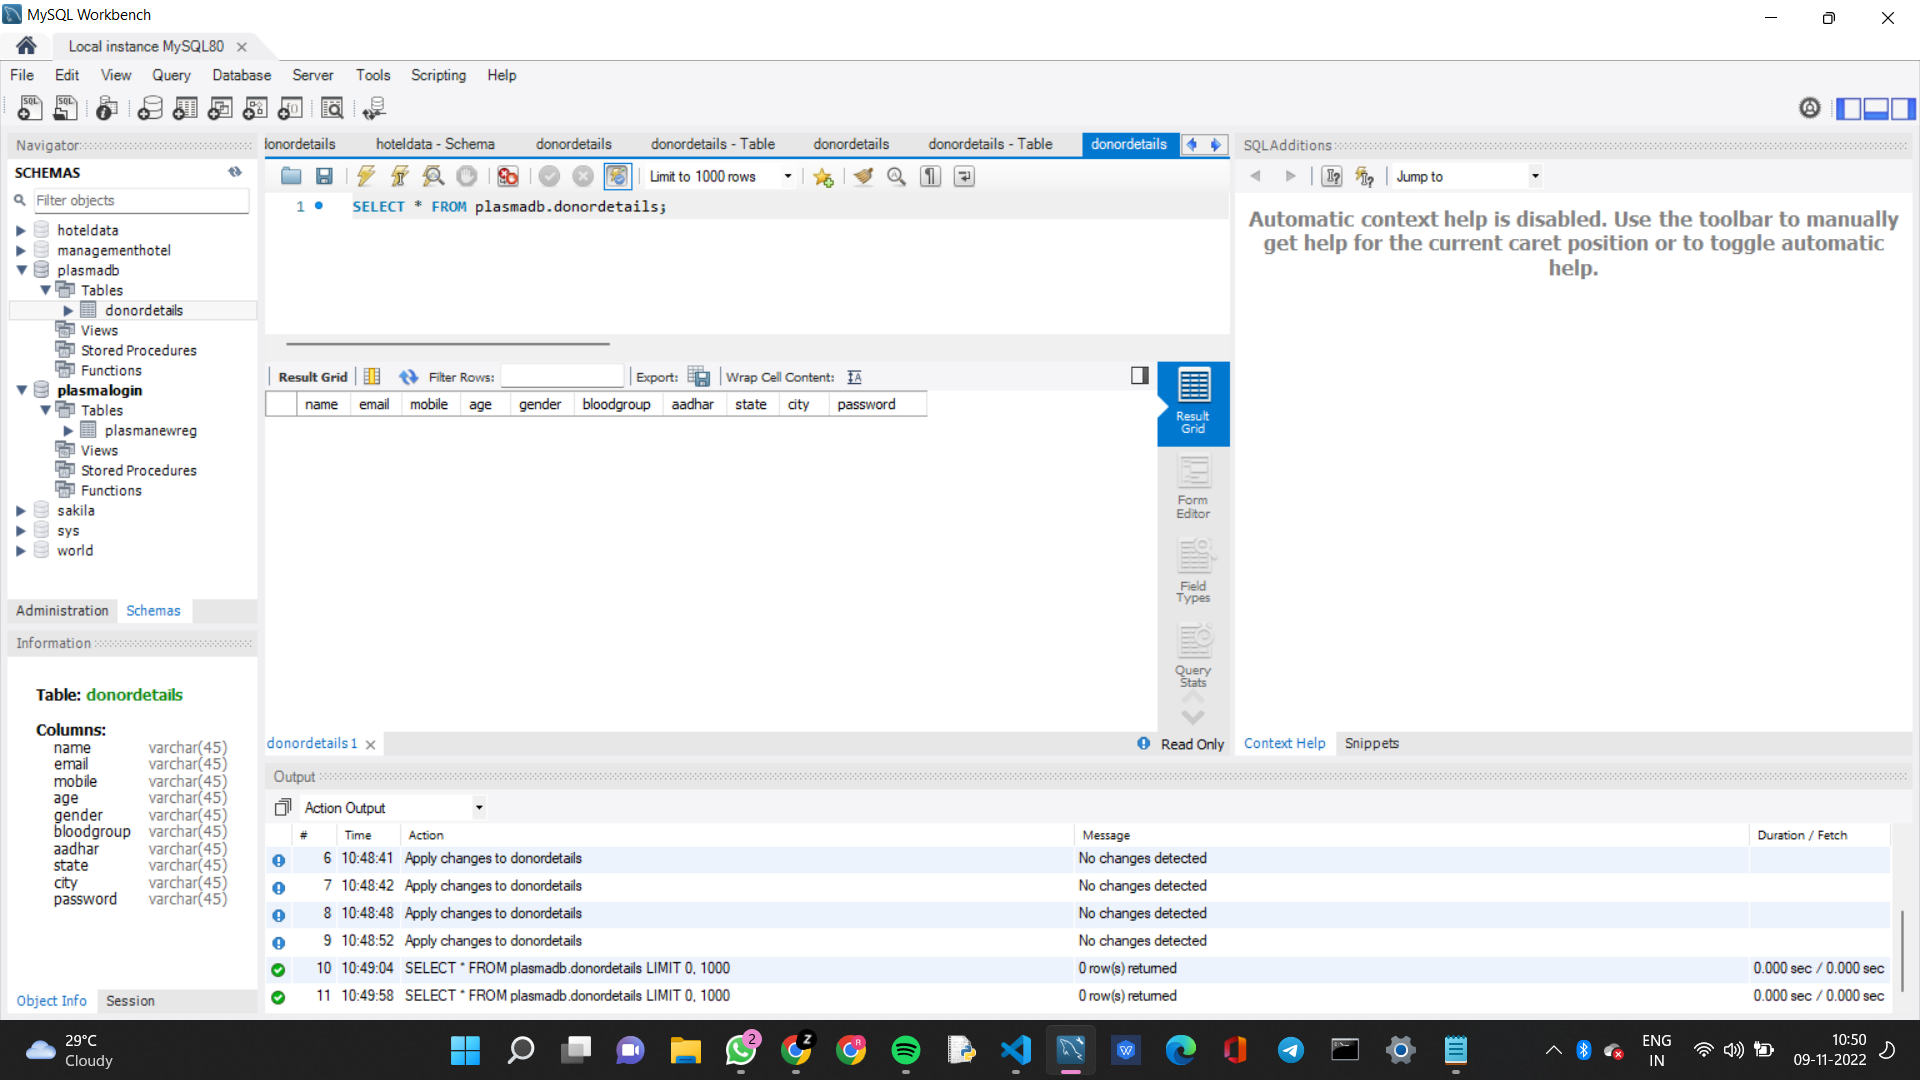 MySQL Workbench
Local instance MySQL80
File Edit View Query Database Server Tools Scripting Help
Navigator
SCHEMAS
Filter objects
hoteldata
managementhotel
plasmadb
Tables
donordetails
Views
Stored Procedures
Functions
plasmalogin
Tables
plasmanewreg
Views
Stored Procedures
Functions
sakila
sys
world
Administration Schemas
Information
Table: donordetails
Columns:
name varchar(45)
email varchar(45)
mobile varchar(45)
age varchar(45)
gender varchar(45)
bloodgroup varchar(45)
aadhar varchar(45)
state varchar(45)
city varchar(45)
password varchar(45)
Object Info Session
donordetails hoteldata - Schema donordetails donordetails - Table donordetails donordetails - Table donordetails
Limit to 1000 rows
1 SELECT * FROM plasmadb.donordetails;
Result Grid Filter Rows: Export: Wrap Cell Content:
name email mobile age gender bloodgroup aadhar state city password
Result
Grid
Form
Editor
Field
Types
Query
Stats
donordetails 1 Read Only
SQLAdditions
Jump to
Automatic context help is disabled. Use the toolbar to manually
get help for the current caret position or to toggle automatic
help.
Context Help Snippets
Output
Action Output
# Time Action Message Duration / Fetch
6 10:48:41 Apply changes to donordetails No changes detected
7 10:48:42 Apply changes to donordetails No changes detected
8 10:48:48 Apply changes to donordetails No changes detected
9 10:48:52 Apply changes to donordetails No changes detected
10 10:49:04 SELECT * FROM plasmadb.donordetails LIMIT 0, 1000 0 row(s) returned 0.000 sec / 0.000 sec
11 10:49:58 SELECT * FROM plasmadb.donordetails LIMIT 0, 1000 0 row(s) returned 0.000 sec / 0.000 sec
29°C
Cloudy
2
Z
R
W
ENG
IN
10:50
09-11-2022